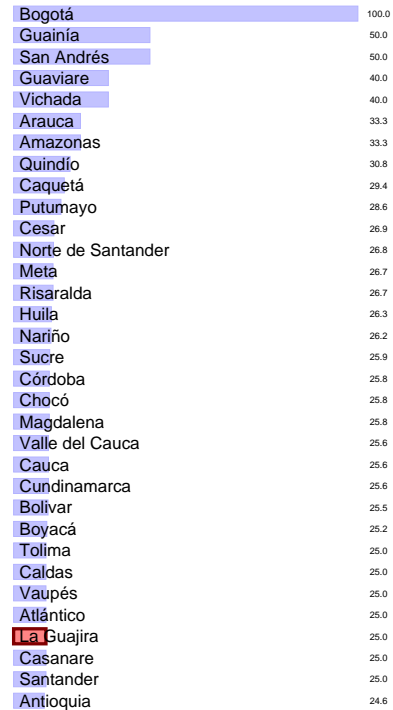 Bogotá 100.0
Guainía 50.0
San Andrés 50.0
Guaviare 40.0
Vichada 40.0
Arauca 33.3
Amazonas 33.3
Quindío 30.8
Caquetá 29.4
Putumayo 28.6
Cesar 26.9
Norte de Santander 26.8
Meta 26.7
Risaralda 26.7
Huila 26.3
Nariño 26.2
Sucre 25.9
Córdoba 25.8
Chocó 25.8
Magdalena 25.8
Valle del Cauca 25.6
Cauca 25.6
Cundinamarca 25.6
Bolivar 25.5
Boyacá 25.2
Tolima 25.0
Caldas 25.0
Vaupés 25.0
Atlántico 25.0
La Guajira 25.0
Casanare 25.0
Santander 25.0
Antioquia 24.6